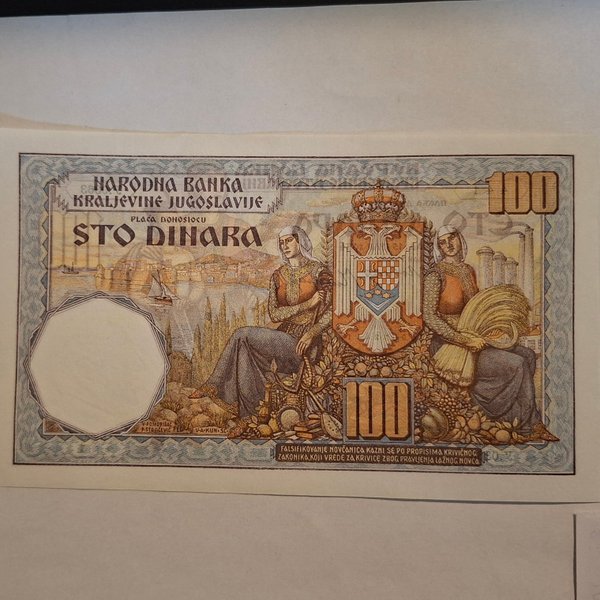 NARODNA BANKA
KRALJEVINE JUGOSLAVIJE
PLAĆA DONOSIOCU
STO DINARA
100
100
FALSIFIKOVANJE NOVČANICA KAZNI SE PO PROPISIMA KRIVIČNOG
ZAKONIKA, KOJI VREDE ZA KRIVICE ZBOG PRAVLJENJA LAŽNOG NOVCA